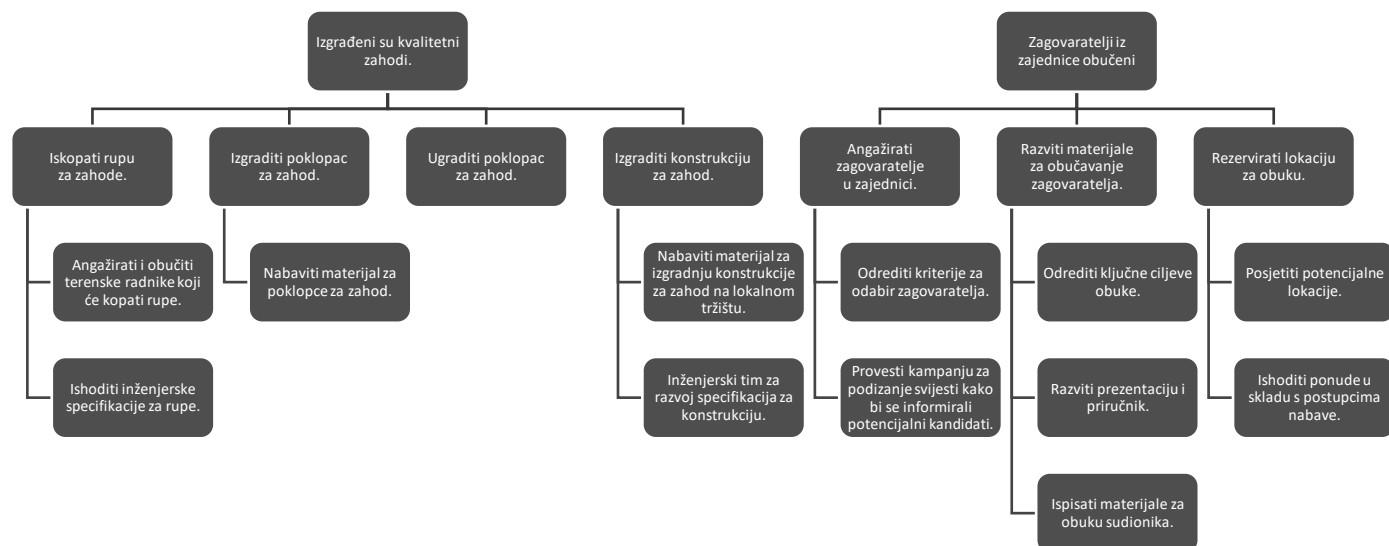 Izgrađeni su kvalitetni
zahodi.
Zagovaratelji iz
zajednice obučeni
Iskopati rupu
za zahode.
Izgraditi poklopac
za zahod.
Ugraditi poklopac
za zahod.
Izgraditi konstrukciju
za zahod.
Angažirati
zagovaratelje
u zajednici.
Razviti materijale
za obučavanje
zagovaratelja.
Rezervirati lokaciju
za obuku.
Angažirati i obučiti
terenske radnike koji
će kopati rupe.
Nabaviti materijal za
poklopce za zahod.
Nabaviti materijal za
izgradnju konstrukcije
za zahod na lokalnom
tržištu.
Odrediti kriterije za
odabir zagovaratelja.
Odrediti ključne ciljeve
obuke.
Posjetiti potencijalne
lokacije.
Ishoditi inženjerske
specifikacije za rupe.
Inženjerski tim za
razvoj specifikacija za
konstrukciju.
Provesti kampanju za
podizanje svijesti kako
bi se informirali
potencijalni kandidati.
Razviti prezentaciju i
priručnik.
Ishoditi ponude u
skladu s postupcima
nabave.
Ispisati materijale za
obuku sudionika.